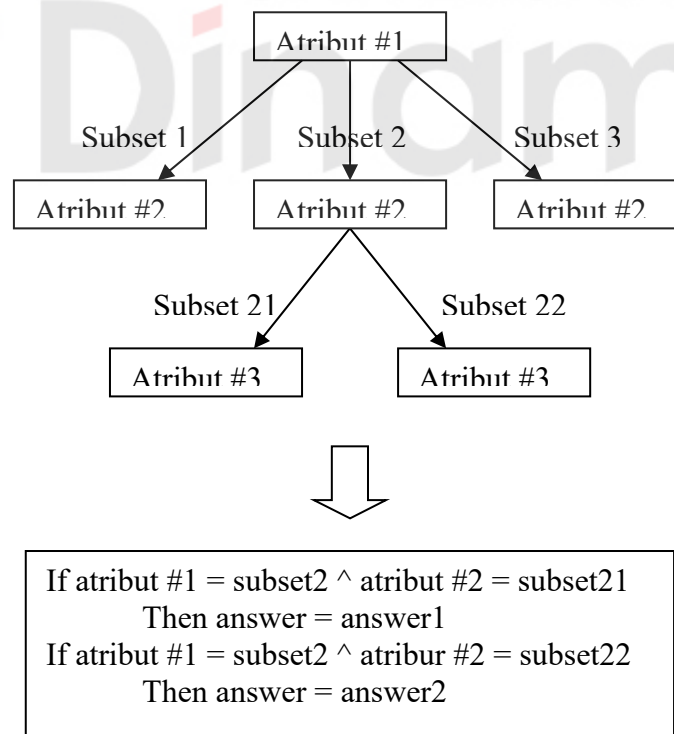 Dinam
Atribut #1
Subset 1 Subset 2 Subset 3
Atribut #2 Atribut #2 Atribut #2
Subset 21 Subset 22
Atribut #3 Atribut #3
If atribut #1 = subset2 ^ atribut #2 = subset21
Then answer = answer1
If atribut #1 = subset2 ^ atribur #2 = subset22
Then answer = answer2